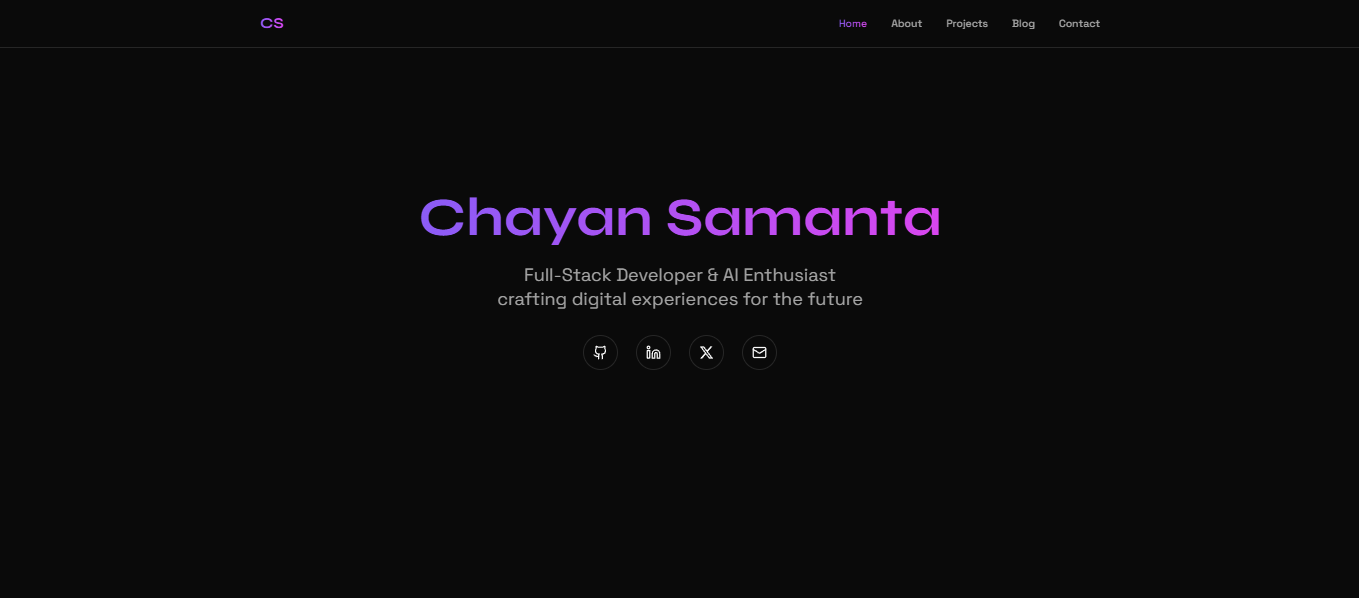 CS
Home About Projects Blog Contact
Chayan Samanta
Full-Stack Developer & AI Enthusiast
crafting digital experiences for the future